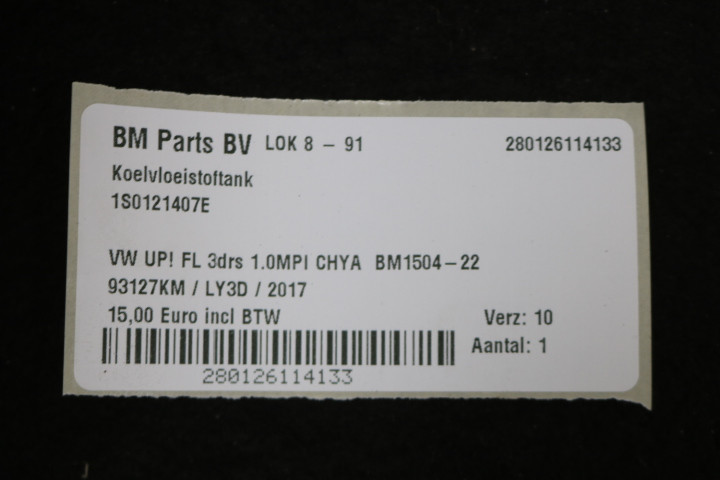 BM Parts BV LOK 8 - 91 280126114133
Koelvloeistoftank
1S0121407E
VW UP! FL 3drs 1.0MPI CHYA BM1504-22
93127KM / LY3D / 2017
15,00 Euro incl BTW Verz: 10
Aantal: 1
280126114133